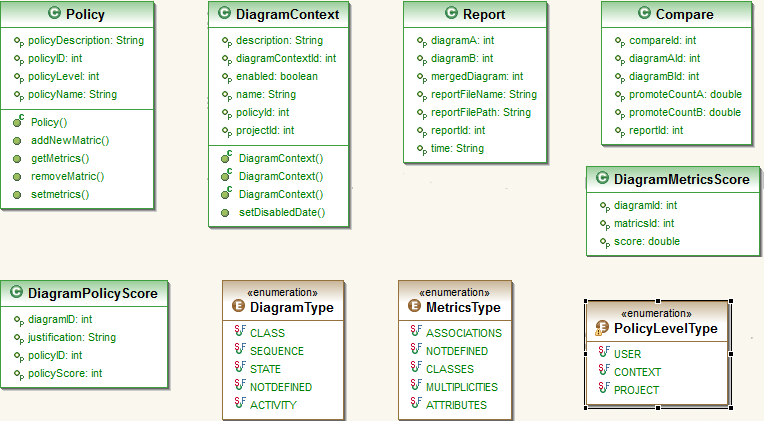 Policy
policyDescription: String
policyID: int
policyLevel: int
policyName: String
Policy()
addNewMatric()
getMetrics()
removeMatric()
setmetrics()
DiagramContext
description: String
diagramContextId: int
enabled: boolean
name: String
policyId: int
projectId: int
DiagramContext()
DiagramContext()
DiagramContext()
setDisabledDate()
Report
diagramA: int
diagramB: int
mergedDiagram: int
reportFileName: String
reportFilePath: String
reportId: int
time: String
Compare
compareId: int
diagramAId: int
diagramBId: int
promoteCountA: double
promoteCountB: double
reportId: int
DiagramMetricsScore
diagramId: int
matricsId: int
score: double
DiagramPolicyScore
diagramID: int
justification: String
policyID: int
policyScore: int
«enumeration»
DiagramType
CLASS
SEQUENCE
STATE
NOTDEFINED
ACTIVITY
«enumeration»
MetricsType
ASSOCIATIONS
NOTDEFINED
CLASSES
MULTIPLICITIES
ATTRIBUTES
«enumeration»
PolicyLevelType
USER
CONTEXT
PROJECT